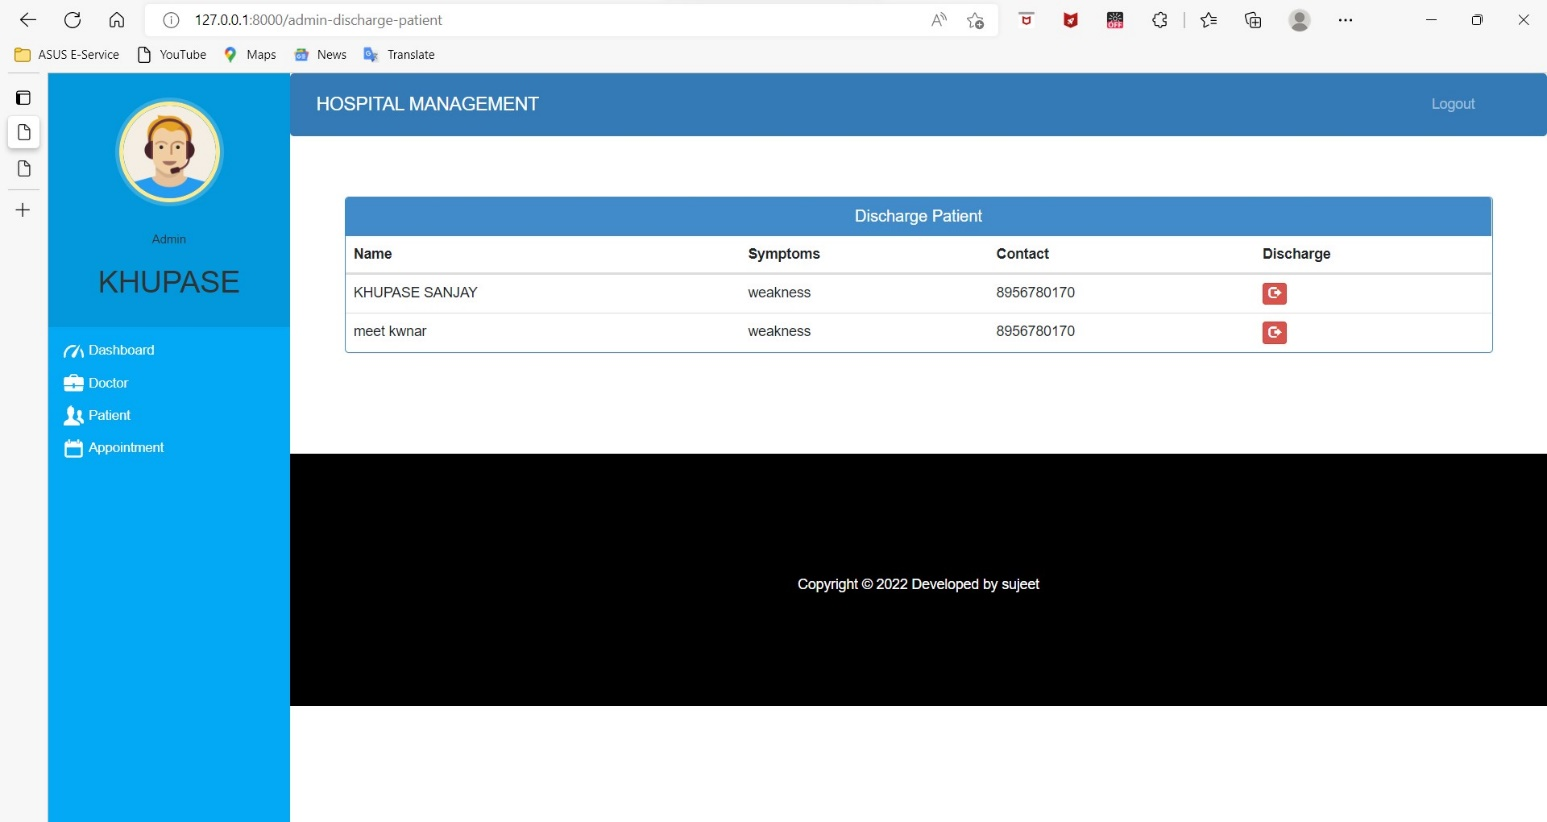 127.0.0.1:8000/admin-discharge-patient
ASUS E-Service YouTube Maps News Translate
HOSPITAL MANAGEMENT Logout
Admin
KHUPASE
Dashboard
Doctor
Patient
Appointment
Discharge Patient
Name Symptoms Contact Discharge
KHUPASE SANJAY weakness 8956780170
meet kwnar weakness 8956780170
Copyright © 2022 Developed by sujeet